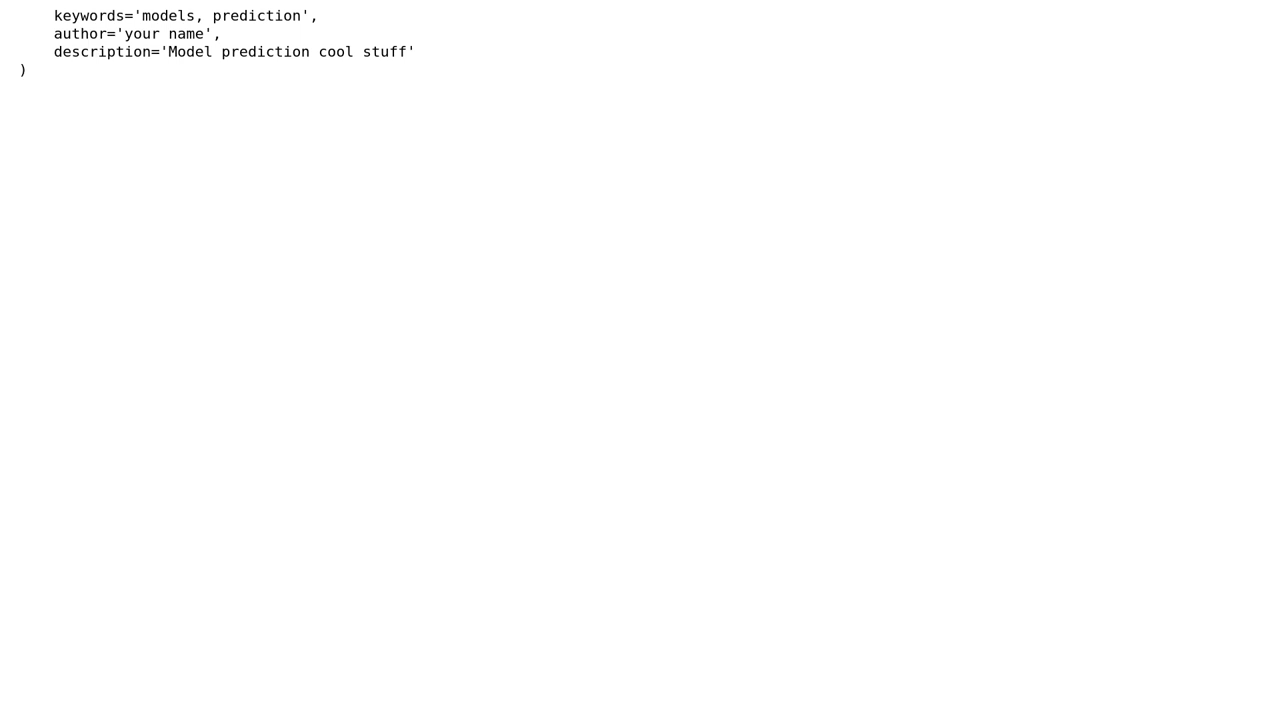 keywords='models, prediction',
    author='your name',
    description='Model prediction cool stuff'
)